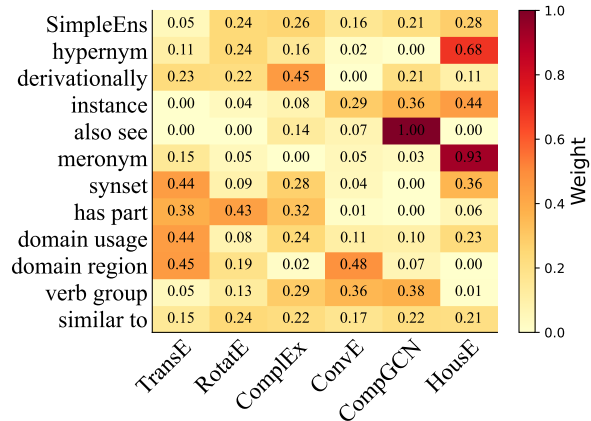 SimpleEns 0.05 0.24 0.26 0.16 0.21 0.28
hypernym 0.11 0.24 0.16 0.02 0.00 0.68
derivationally 0.23 0.22 0.45 0.00 0.21 0.11
instance 0.00 0.04 0.08 0.29 0.36 0.44
also see 0.00 0.00 0.14 0.07 1.00 0.00
meronym 0.15 0.05 0.00 0.05 0.03 0.93
synset 0.44 0.09 0.28 0.04 0.00 0.36
has part 0.38 0.43 0.32 0.01 0.00 0.06
domain usage 0.44 0.08 0.24 0.11 0.10 0.23
domain region 0.45 0.19 0.02 0.48 0.07 0.00
verb group 0.05 0.13 0.29 0.36 0.38 0.01
similar to 0.15 0.24 0.22 0.17 0.22 0.21
TransE RotatE ComplEx ConvE CompGCN HousE
1.0
0.8
0.6
0.4
0.2
0.0
Weight